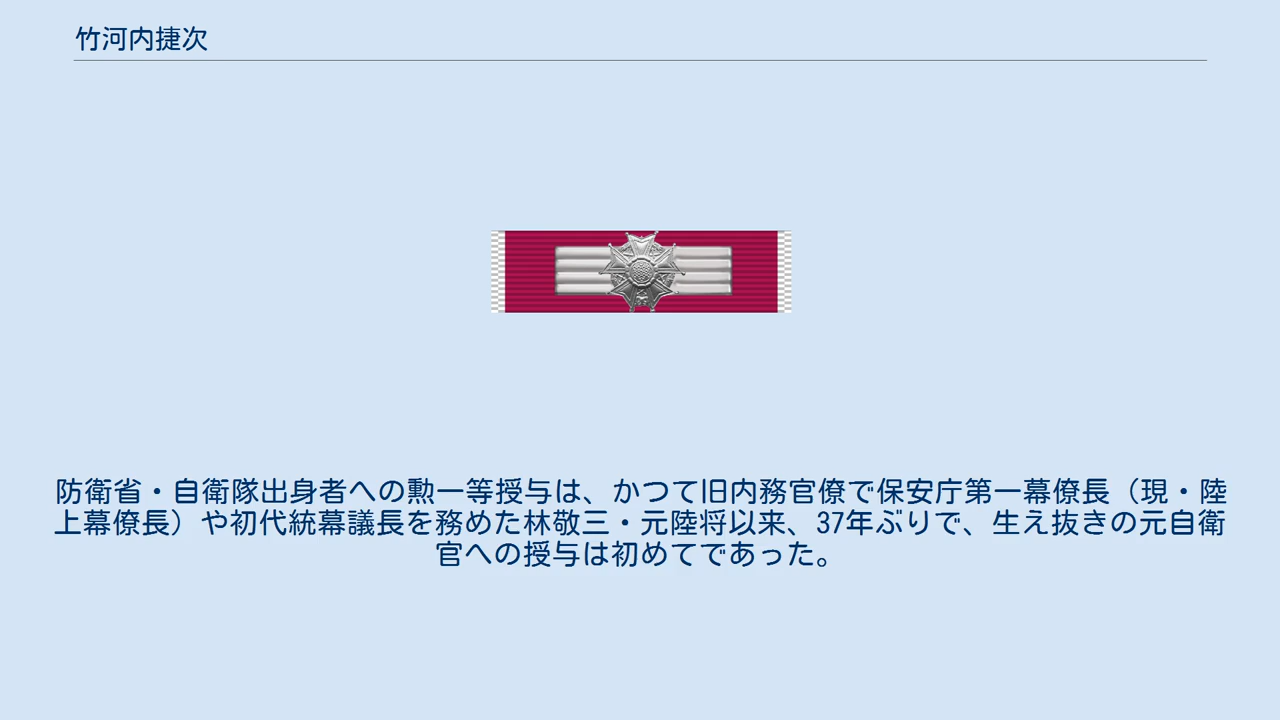 竹河内捷次
防衛省・自衛隊出身者への勲一等授与は、かつて旧内務官僚で保安庁第一幕僚長（現・陸
上幕僚長）や初代統幕議長を務めた林敬三・元陸将以来、37年ぶりで、生え抜きの元自衛
官への授与は初めてであった。